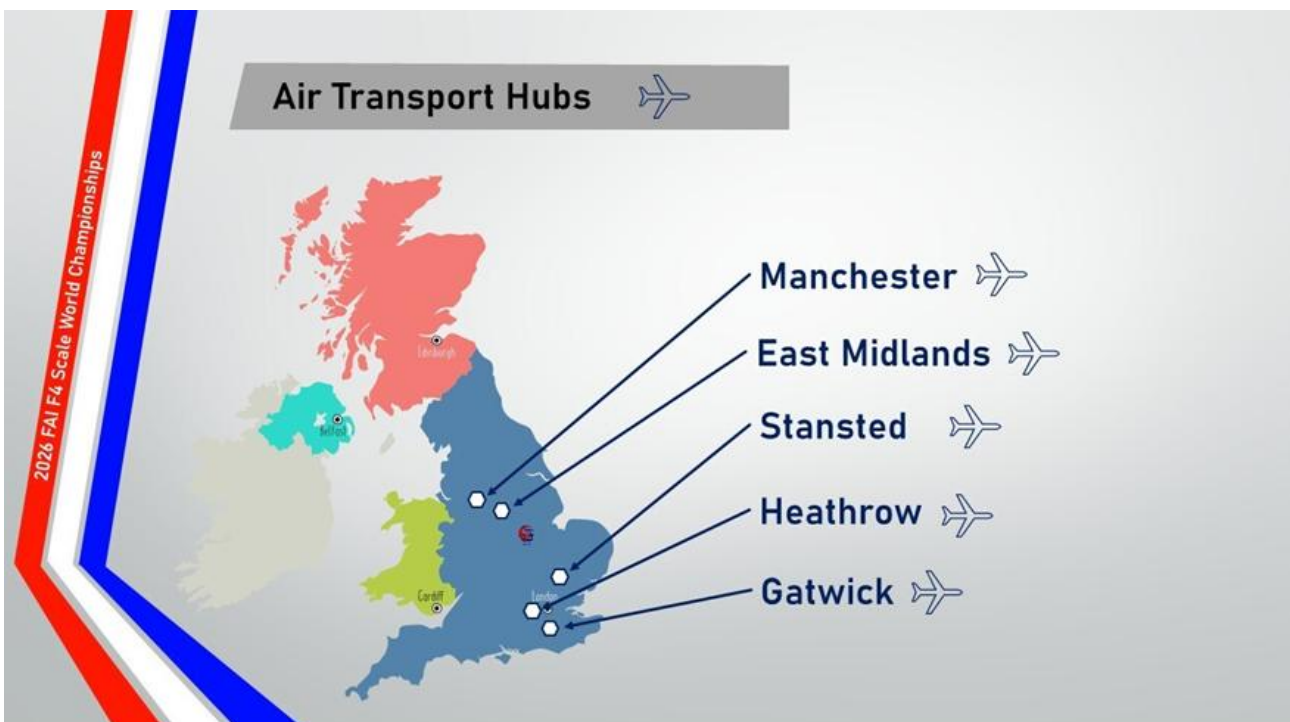 Air Transport Hubs
2026 FAI F4 Scale World Championships
Manchester
East Midlands
Edinburgh
Stansted
Belfast
Heathrow
Gatwick
Cardiff
London